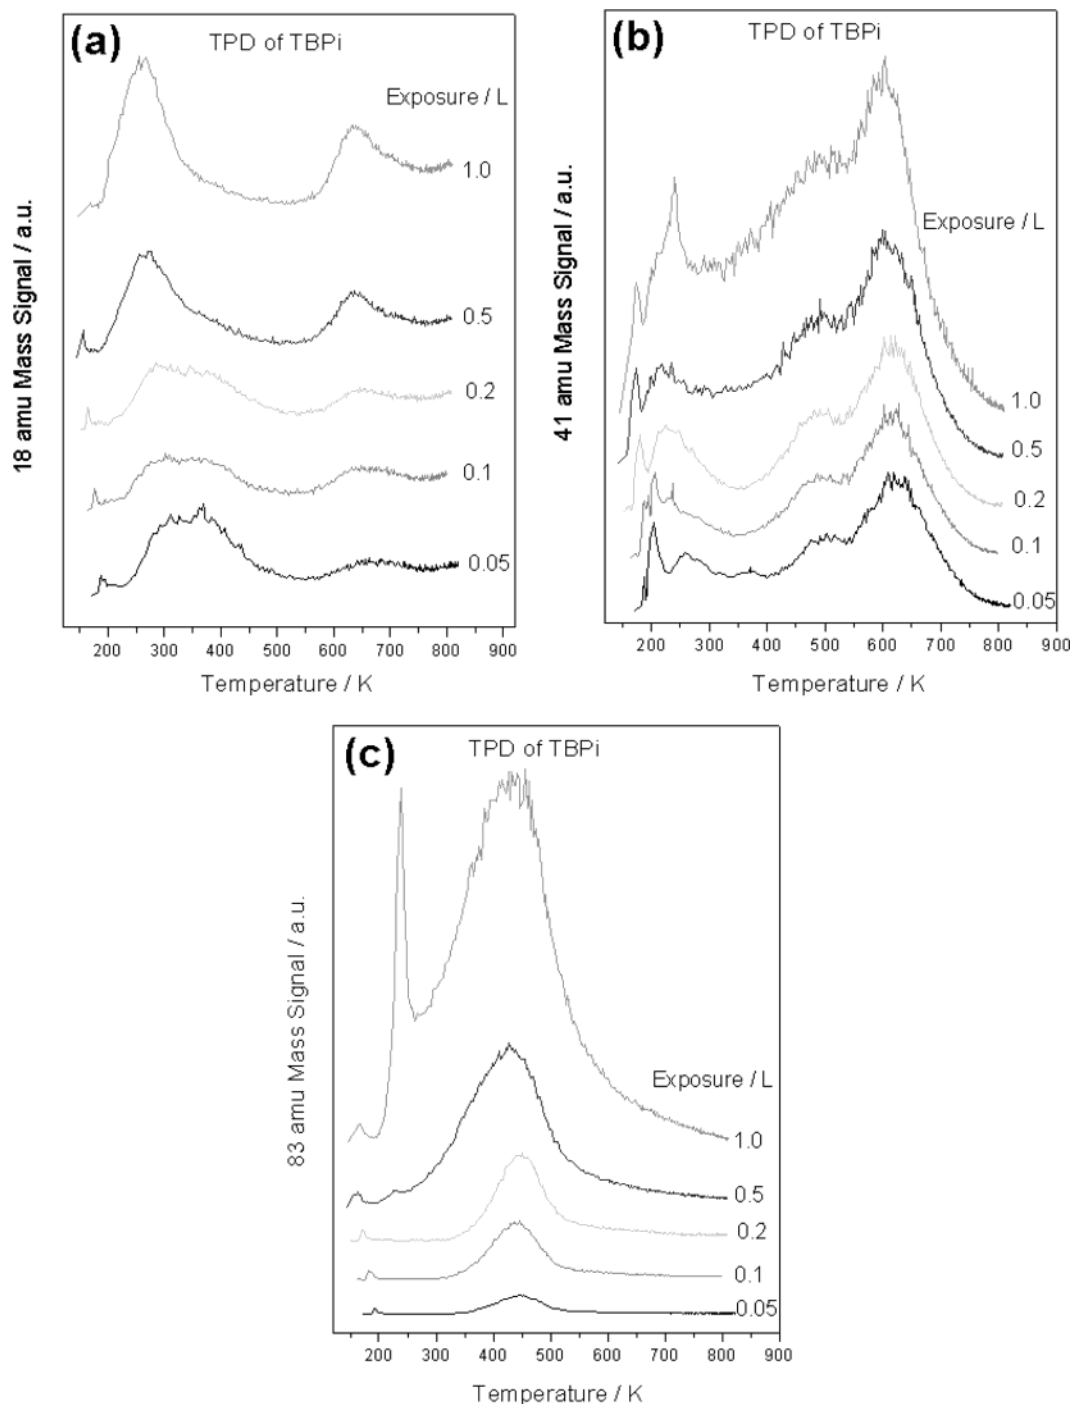 (a)
TPD of TBPi
Exposure / L
1.0
0.5
0.2
0.1
0.05
18 amu Mass Signal / a.u.
200 300 400 500 600 700 800 900
Temperature / K
(b)
TPD of TBPi
Exposure / L
1.0
0.5
0.2
0.1
0.05
41 amu Mass Signal / a.u.
200 300 400 500 600 700 800 900
Temperature / K
(c)
TPD of TBPi
Exposure / L
1.0
0.5
0.2
0.1
0.05
83 amu Mass Signal / a.u.
200 300 400 500 600 700 800 900
Temperature / K